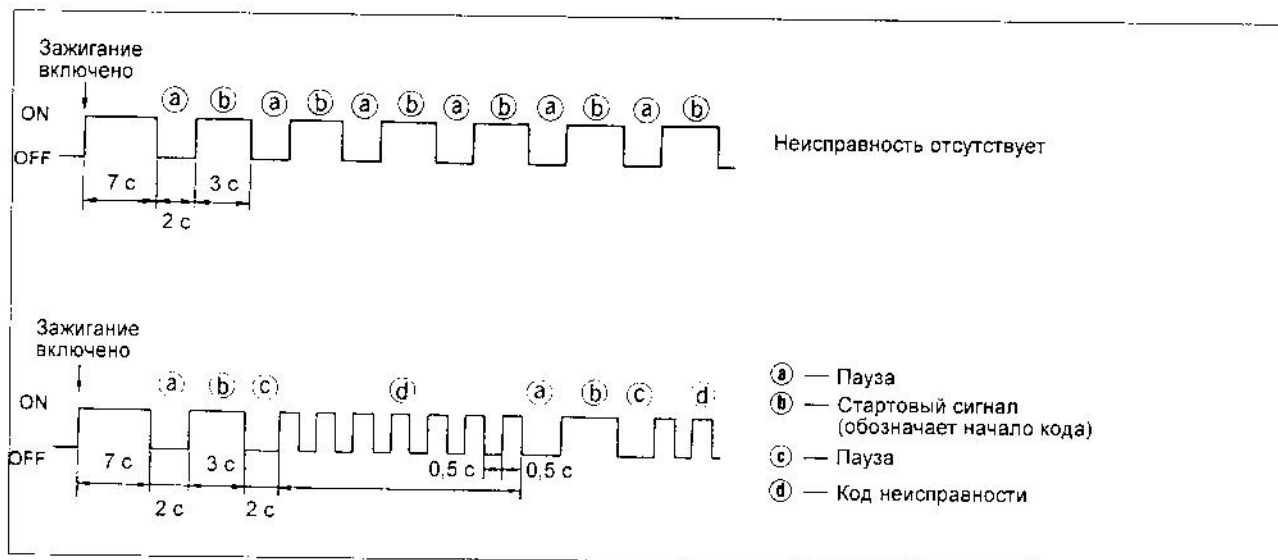 Зажигание
включено
ⓐ ⓑ ⓐ ⓑ ⓐ ⓑ ⓐ ⓑ ⓐ ⓑ ⓐ ⓑ
ON
OFF
Неисправность отсутствует
7 с
3 с
2 с
Зажигание
включено
ⓐ ⓑ ⓒ ⓓ ⓐ ⓑ ⓒ ⓓ
ON
OFF
7 с
3 с
0,5 с
0,5 с
2 с
2 с
ⓐ — Пауза
ⓑ — Стартовый сигнал
(обозначает начало кода)
ⓒ — Пауза
ⓓ — Код неисправности